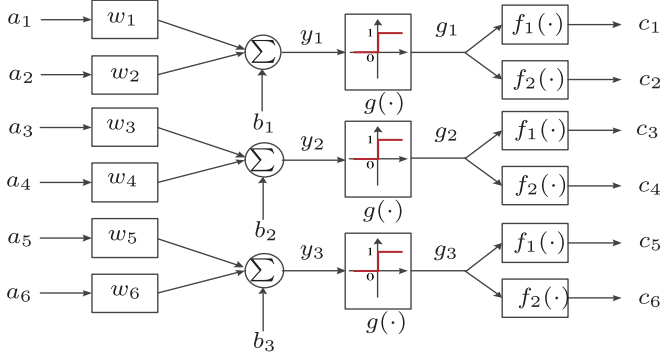 a₁ w₁ Σ y₁ 1 0 g₁ f₁(·) c₁
a₂ w₂ f₂(·) c₂
b₁ g(·)
a₃ w₃ Σ y₂ 1 0 g₂ f₁(·) c₃
a₄ w₄ f₂(·) c₄
b₂ g(·)
a₅ w₅ Σ y₃ 1 0 g₃ f₁(·) c₅
a₆ w₆ f₂(·) c₆
b₃ g(·)